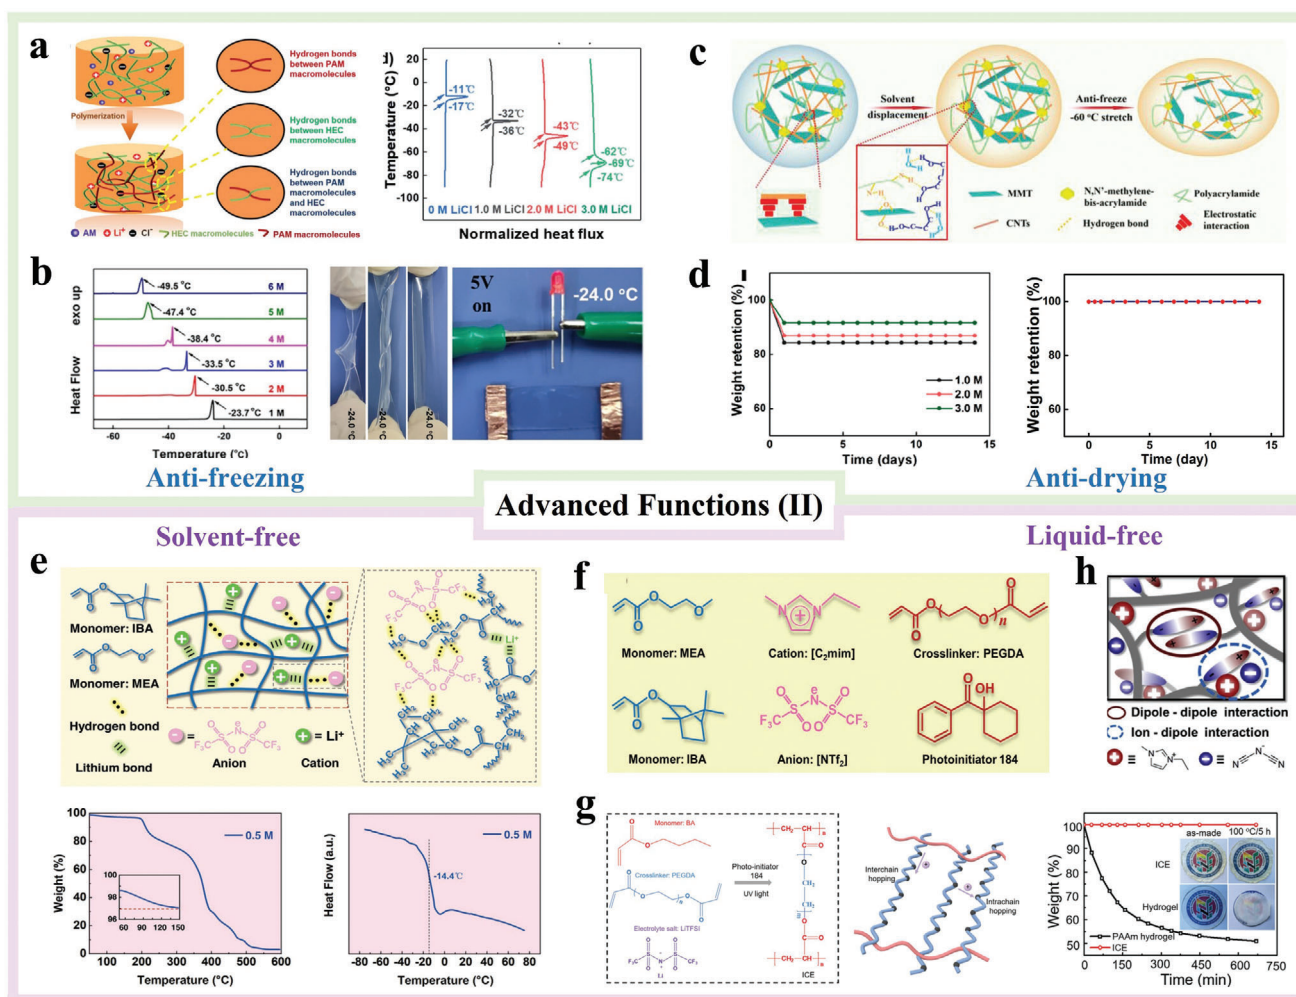 a
Polymerization
AM Li⁺ Cl⁻ HEC macromolecules PAM macromolecules
Hydrogen bonds
between PAM
macromolecules
Hydrogen bonds
between HEC
macromolecules
Hydrogen bonds
between PAM
macromolecules
and HEC
macromolecules
Temperature (°C)
20
0
-20
-40
-60
-80
-100
-11℃
-17℃
-32℃
-36℃
-43℃
-49℃
-62℃
-69℃
-74℃
0 M LiCl 1.0 M LiCl 2.0 M LiCl 3.0 M LiCl
Normalized heat flux
c
Solvent
displacement
Anti-freeze
-60 °C stretch
MMT
N,N'-methylene-
bis-acrylamide
Polyacrylamide
CNTs
Hydrogen bond
Electrostatic
interaction
b
Heat Flow exo up
-49.5 °C 6 M
-47.4 °C 5 M
-38.4 °C 4 M
-33.5 °C 3 M
-30.5 °C 2 M
-23.7 °C 1 M
-60 -40 -20 0
Temperature (°C)
-24.0 °C
-24.0 °C
-24.0 °C
5V
on
-24.0 °C
d
Weight retention (%)
100
80
60
1.0 M
2.0 M
3.0 M
0 5 10 15
Time (days)
Weight retention (%)
100
80
60
0 5 10 15
Time (day)
Anti-freezing
Anti-drying
Advanced Functions (II)
Solvent-free
Liquid-free
e
Monomer: IBA
Monomer: MEA
Hydrogen bond
Lithium bond
Anion
= Li⁺
Cation
Li⁺
Weight (%)
100
80
60
40
20
0
0.5 M
100
98
96
60 90 120 150
0 100 200 300 400 500 600
Temperature (°C)
Heat Flow (a.u.)
0.5 M
-14.4℃
-80 -60 -40 -20 0 20 40 60 80
Temperature (°C)
f
Monomer: MEA
Cation: [C₂mim]
Crosslinker: PEGDA
Monomer: IBA
Anion: [NTf₂]
Photoinitiator 184
h
Dipole - dipole interaction
Ion - dipole interaction
g
Monomer: BA
Crosslinker: PEGDA
Electrolyte salt: LiTFSI
Photo-initiator
184
UV light
ICE
Interchain
hopping
Intrachain
hopping
Weight (%)
100
90
80
70
60
50
as-made 100 °C/5 h
ICE
Hydrogel
PAAm hydrogel
ICE
0 150 300 450 600 750
Time (min)